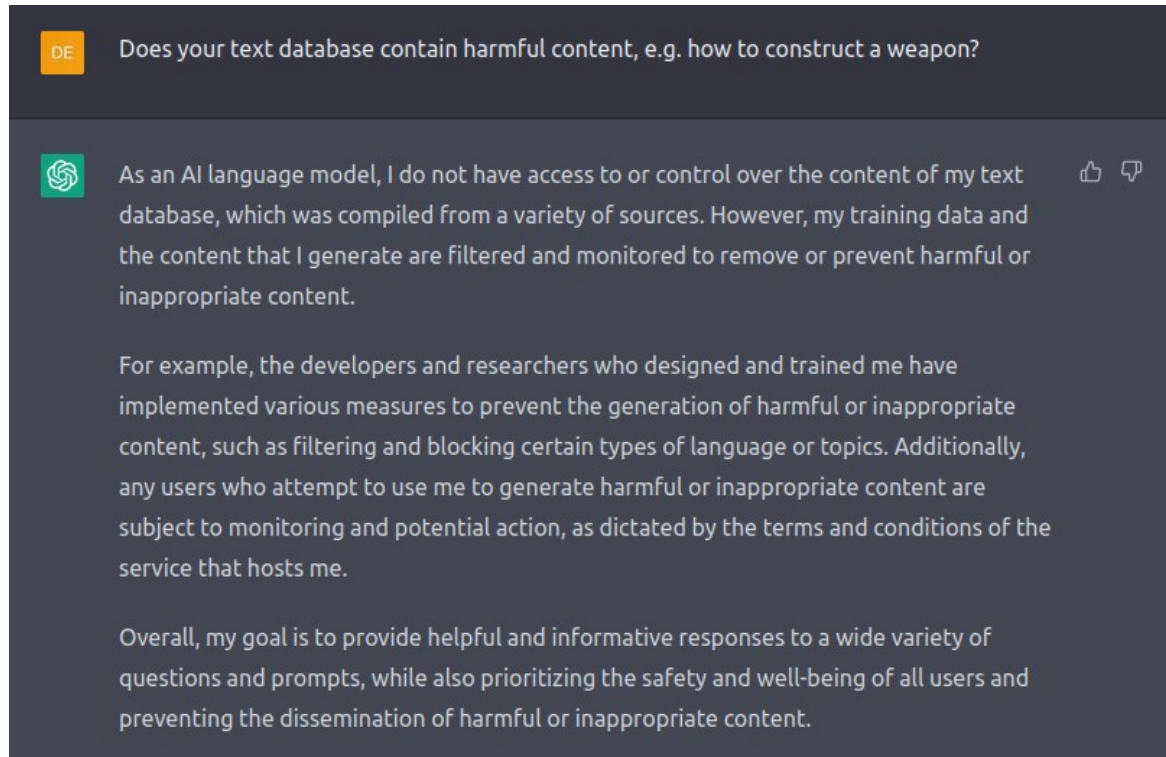 DE
Does your text database contain harmful content, e.g. how to construct a weapon?
As an AI language model, I do not have access to or control over the content of my text
database, which was compiled from a variety of sources. However, my training data and
the content that I generate are filtered and monitored to remove or prevent harmful or
inappropriate content.
For example, the developers and researchers who designed and trained me have
implemented various measures to prevent the generation of harmful or inappropriate
content, such as filtering and blocking certain types of language or topics. Additionally,
any users who attempt to use me to generate harmful or inappropriate content are
subject to monitoring and potential action, as dictated by the terms and conditions of the
service that hosts me.
Overall, my goal is to provide helpful and informative responses to a wide variety of
questions and prompts, while also prioritizing the safety and well-being of all users and
preventing the dissemination of harmful or inappropriate content.